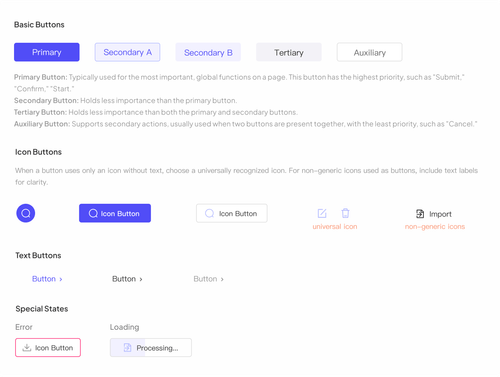 Basic Buttons
Primary
Secondary A
Secondary B
Tertiary
Auxiliary
Primary Button: Typically used for the most important, global functions on a page. This button has the highest priority, such as "Submit."
"Confirm," "Start."
Secondary Button: Holds less importance than the primary button.
Tertiary Button: Holds less importance than both the primary and secondary buttons.
Auxiliary Button: Supports secondary actions, usually used when two buttons are present together, with the least priority, such as "Cancel."
Icon Buttons
When a button uses only an icon without text, choose a universally recognized icon. For non-generic icons used as buttons, include text labels
for clarity.
Icon Button
Icon Button
Import
universal icon
non-generic icons
Text Buttons
Button ›
Button ›
Button ›
Special States
Error
Loading
Icon Button
Processing...